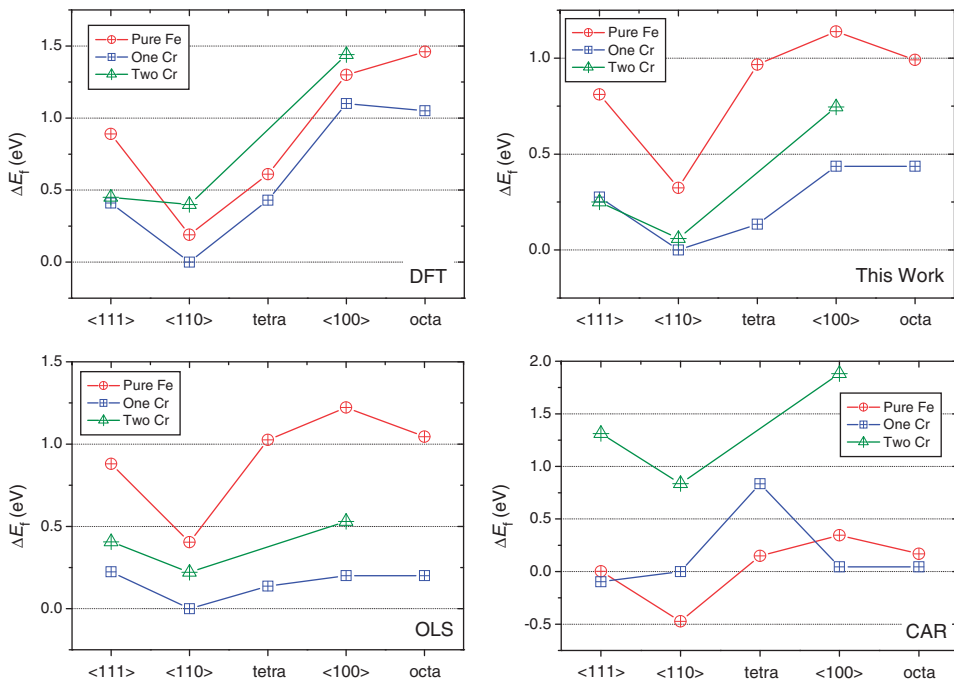 1.5
1.0
0.5
0.0
ΔE_f (eV)
Pure Fe
One Cr
Two Cr
DFT
<111> <110> tetra <100> octa
1.0
0.5
0.0
ΔE_f (eV)
Pure Fe
One Cr
Two Cr
This Work
<111> <110> tetra <100> octa
1.5
1.0
0.5
0.0
ΔE_f (eV)
Pure Fe
One Cr
Two Cr
OLS
<111> <110> tetra <100> octa
2.0
1.5
1.0
0.5
0.0
-0.5
ΔE_f (eV)
Pure Fe
One Cr
Two Cr
CAR
<111> <110> tetra <100> octa